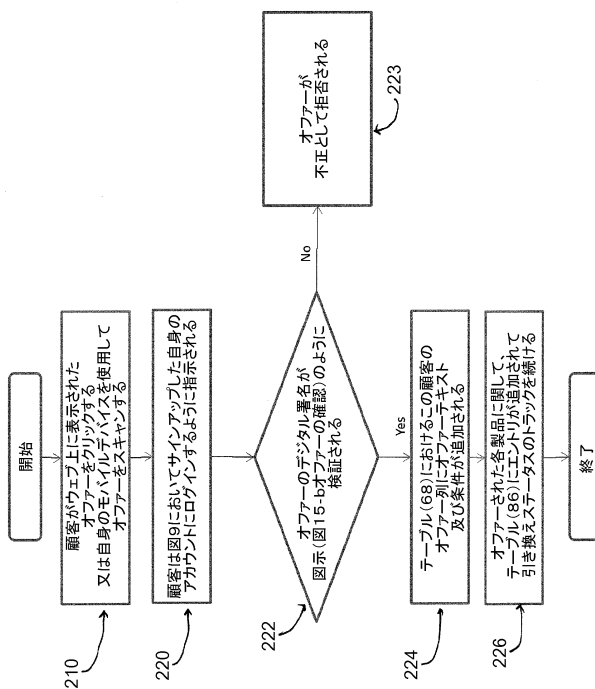 開始
顧客がウェブ上に表示された
オファーをクリックする
又は自身のモバイルデバイスを使用して
オファーをスキャンする
210
顧客は図9においてサインアップした自身の
アカウントにログインするように指示される
220
オファーのデジタル署名が
図示(図15-bオファーの確認)のように
検証される
222
No
オファーが
不正として拒否される
223
Yes
テーブル(68)におけるこの顧客の
オファー列にオファーテキスト
及び条件が追加される
224
オファーされた各製品に関して、
テーブル(86)にエントリが追加されて
引き換えステータスのトラックを続ける
226
終了